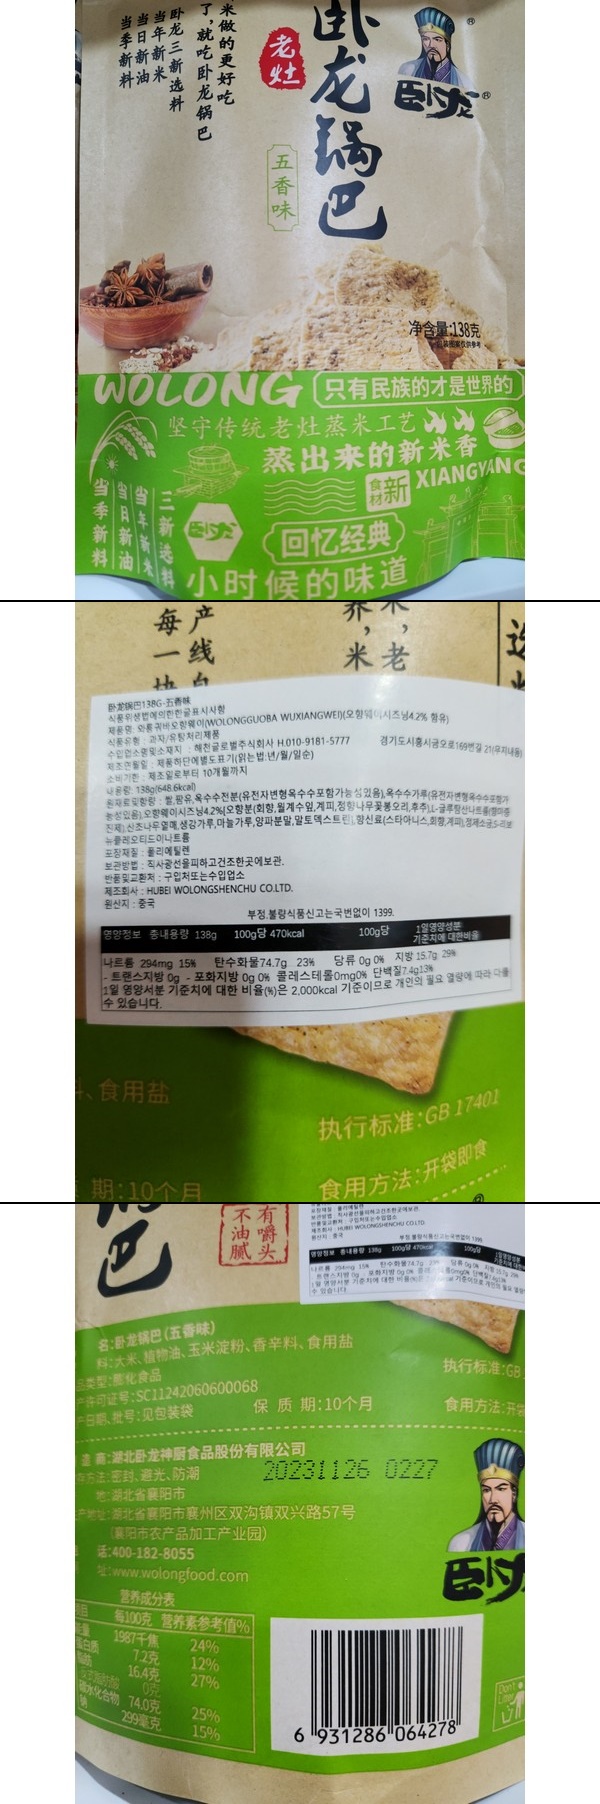 卧龙锅巴
老灶
五香味
米做的更好吃
了,就吃卧龙锅巴
卧龙三新选料
当年新米
当日新油
当季新料
卧龙
净含量:138克
WOLONG
只有民族的才是世界的
坚守传统老灶蒸米工艺
蒸出来的新米香
食材新
XIANGYANG
三新选料
当年新米
当日新油
当季新料
卧龙
回忆经典
小时候的味道
产线
每一
米,老
养,米
卧龙锅巴138G-五香味
식품위생법에의한한글표시사항
제품명: 와룡궈바오향웨이(WOLONGGUOBA WUXIANGWEI)(오향웨이시즈닝4.2% 함유)
식품유형 : 과자/유탕처리제품
수입업소명및소재지 : 해천글로벌주식회사 H.010-9181-5777 경기도시흥시금오로169번길 21(무지내동)
제조연월일 : 제품하단에별도표기(읽는법:년/월/일순)
소비기한 : 제조일로부터 10개월까지
내용량: 138g(648.6kcal)
원재료및함량 : 쌀,팜유,옥수수전분(유전자변형옥수수포함가능성있음),옥수수가루(유전자변형옥수수포함가
능성있음),오향웨이시즈닝4.2%{오향분(회향,월계수잎,계피,정향나무꽃봉오리,후추),L-글루탐산나트륨(향미증
진제),산초나무열매,생강가루,마늘가루,양파분말,말토덱스트린},향신료(스타아니스,회향,계피),정제소금,5-리보
뉴클레오티드이나트륨
포장재질 : 폴리에틸렌
보관방법 : 직사광선을피하고건조한곳에보관.
반품및교환처 : 구입처또는수입업소
제조회사 : HUBEI WOLONGSHENCHU CO.LTD.
원산지 : 중국
부정.불량식품신고는국번없이 1399.
영양정보 총내용량 138g 100g당 470kcal 100g당 1일영양성분 기준치에 대한비율
나트륨 294mg 15% 탄수화물74.7g 23% 당류 0g 0% 지방 15.7g 29%
- 트랜스지방 0g - 포화지방 0g 0% 콜레스테롤0mg0% 단백질7.4g13%
1일 영양서분 기준치에 대한 비율(%)은 2,000kcal 기준이므로 개인의 필요 열량에 따라 다를
수 있습니다.
、食用盐
执行标准:GB 17401
期:10个月
食用方法:开袋即食
巴
有嚼头
不油腻
名:卧龙锅巴(五香味)
料:大米、植物油、玉米淀粉、香辛料、食用盐
类型:膨化食品
许可证号:SC11242060600068
产日期、批号:见包装袋
保 质 期:10个月
执行标准:GB
食用方法:开袋
造 商:湖北卧龙神厨食品股份有限公司
方法:密封、避光、防潮
20231126 0227
地:湖北省襄阳市
产地址:湖北省襄阳市襄州区双沟镇双兴路57号
(襄阳市农产品加工产业园)
话:400-182-8055
址:www.wolongfood.com
营养成分表
项目 每100克 营养素参考值%
能量 1987千焦 24%
蛋白质 7.2克 12%
脂肪 16.4克 27%
0克
碳水化合物 74.0克 25%
钠 299毫克 15%
卧龙
Don't
Litter
6 931286 064278